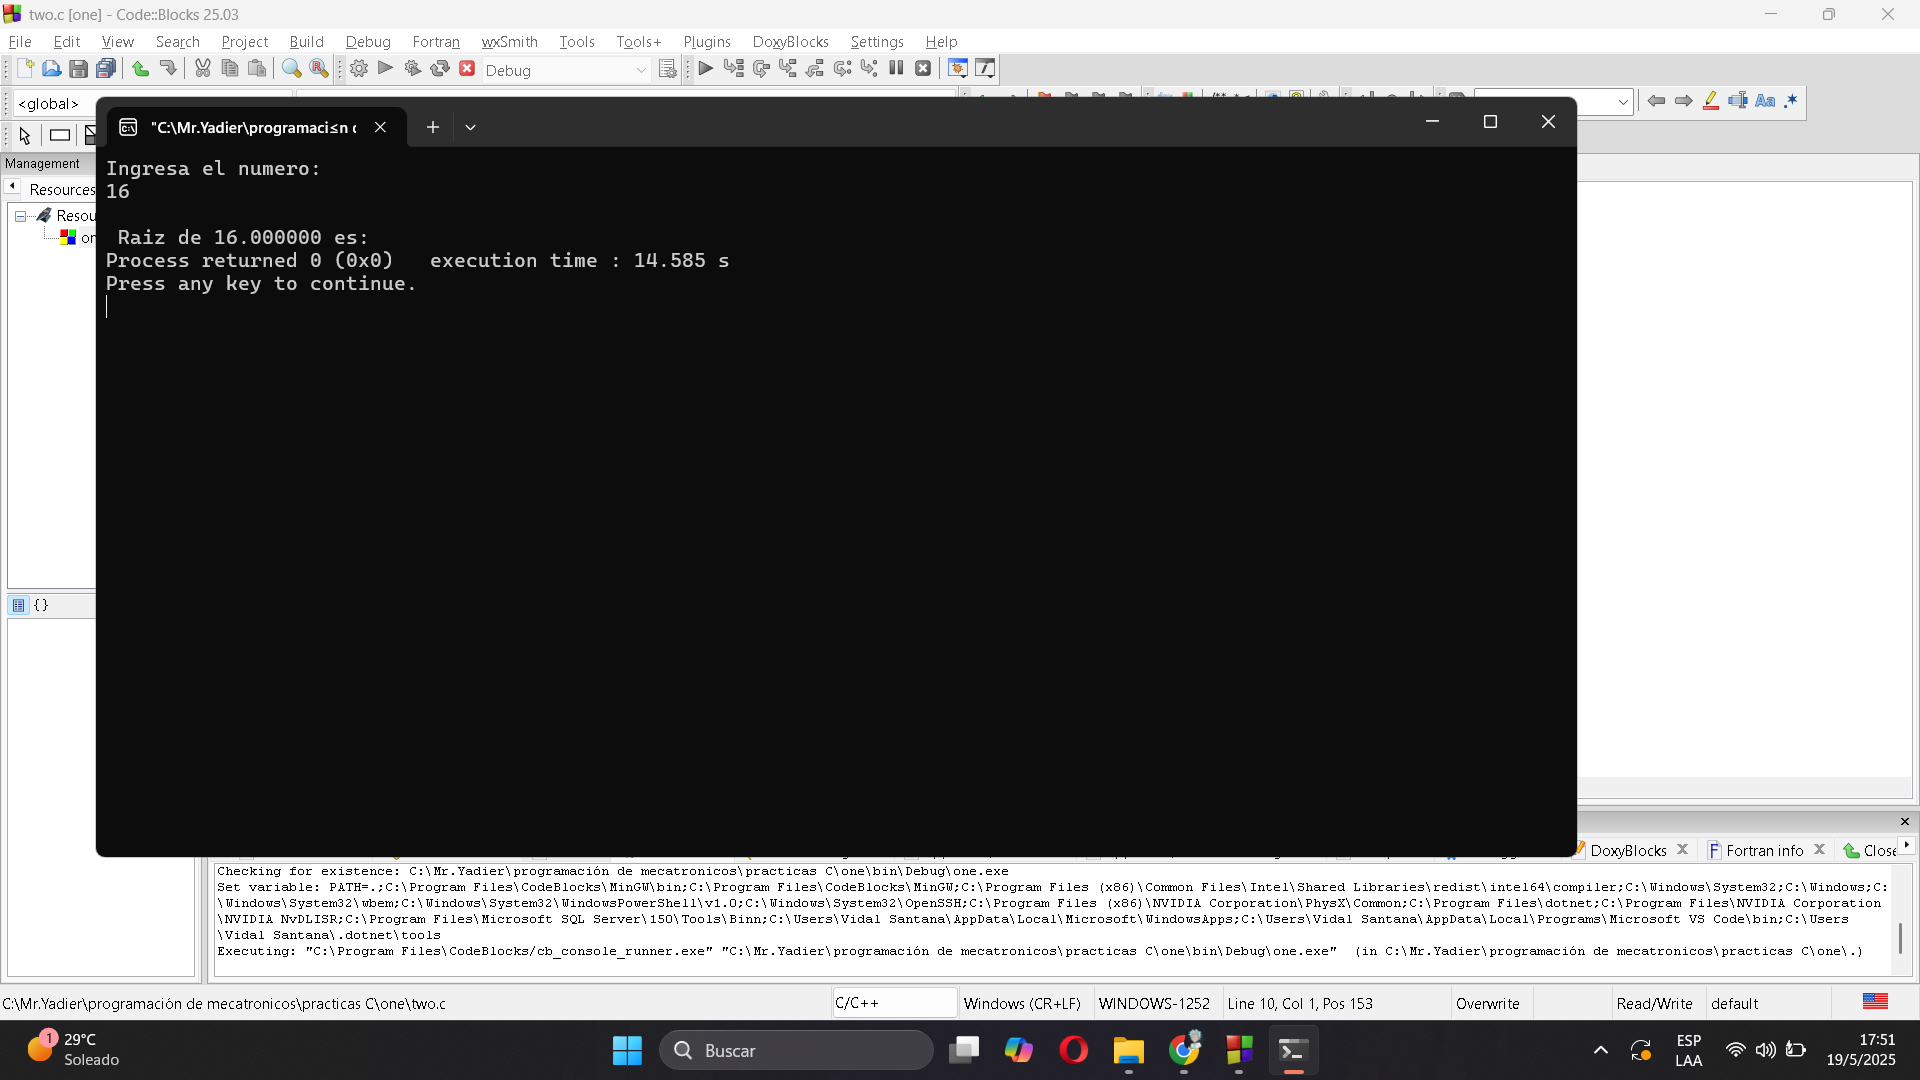 two.c [one] - Code::Blocks 25.03
File Edit View Search Project Build Debug Fortran wxSmith Tools Tools+ Plugins DoxyBlocks Settings Help
Debug
<global>
"C:\Mr.Yadier\programaci≤n
Management
Resources
Resou
Ingresa el numero:
16
Raiz de 16.000000 es:
Process returned 0 (0x0)   execution time : 14.585 s
Press any key to continue.
{}
DoxyBlocks
Fortran info
Close
Checking for existence: C:\Mr.Yadier\programación de mecatronicos\practicas C\one\bin\Debug\one.exe
Set variable: PATH=.;C:\Program Files\CodeBlocks\MinGW\bin;C:\Program Files\CodeBlocks\MinGW;C:\Program Files (x86)\Common Files\Intel\Shared Libraries\redist\intel64\compiler;C:\Windows\System32;C:\Windows;C:
\Windows\System32\wbem;C:\Windows\System32\WindowsPowerShell\v1.0;C:\Windows\System32\OpenSSH;C:\Program Files (x86)\NVIDIA Corporation\PhysX\Common;C:\Program Files\dotnet;C:\Program Files\NVIDIA Corporation
\NVIDIA NvDLISR;C:\Program Files\Microsoft SQL Server\150\Tools\Binn;C:\Users\Vidal Santana\AppData\Local\Microsoft\WindowsApps;C:\Users\Vidal Santana\AppData\Local\Programs\Microsoft VS Code\bin;C:\Users
\Vidal Santana\.dotnet\tools
Executing: "C:\Program Files\CodeBlocks/cb_console_runner.exe" "C:\Mr.Yadier\programación de mecatronicos\practicas C\one\bin\Debug\one.exe"  (in C:\Mr.Yadier\programación de mecatronicos\practicas C\one\.)
C:\Mr.Yadier\programación de mecatronicos\practicas C\one\two.c
C/C++
Windows (CR+LF)
WINDOWS-1252
Line 10, Col 1, Pos 153
Overwrite
Read/Write
default
1
29°C
Soleado
Buscar
ESP
LAA
17:51
19/5/2025